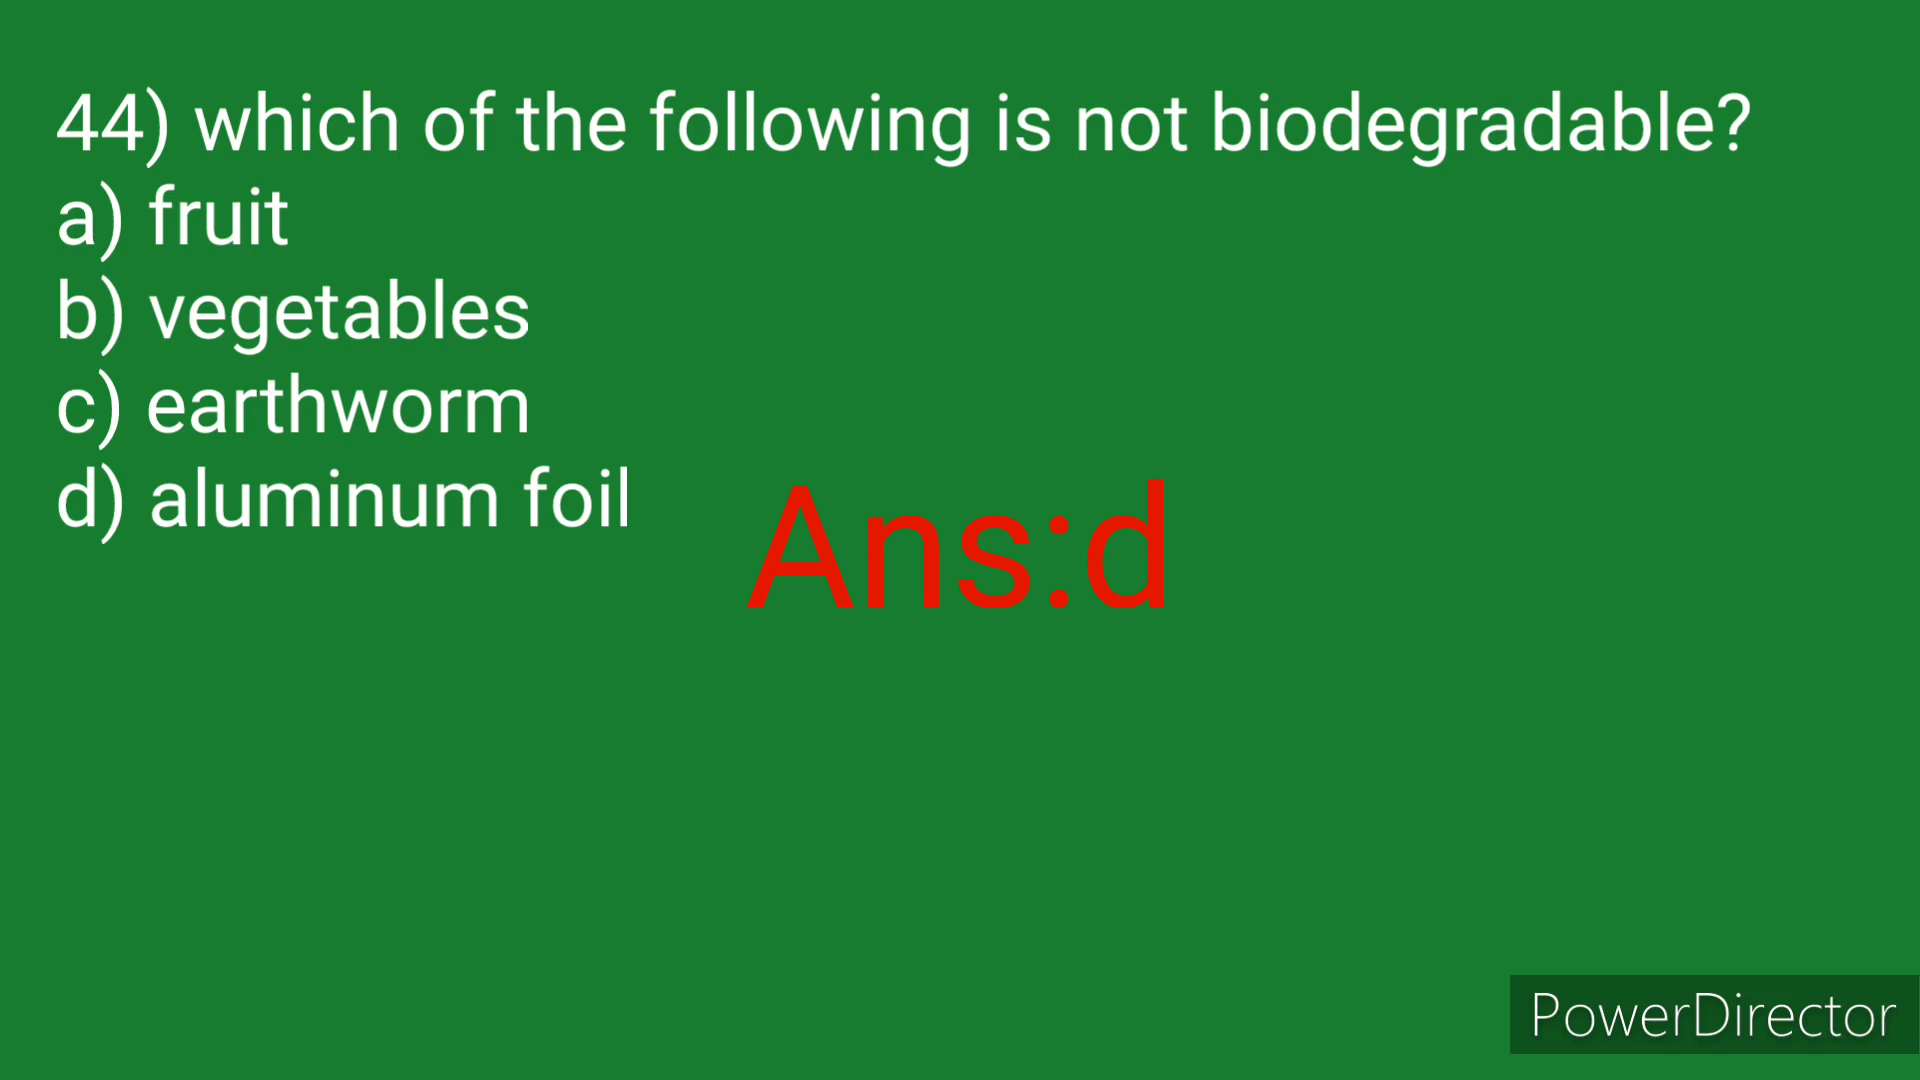 44) which of the following is not biodegradable?
a) fruit
b) vegetables
c) earthworm
d) aluminum foil
Ans:d
PowerDirector